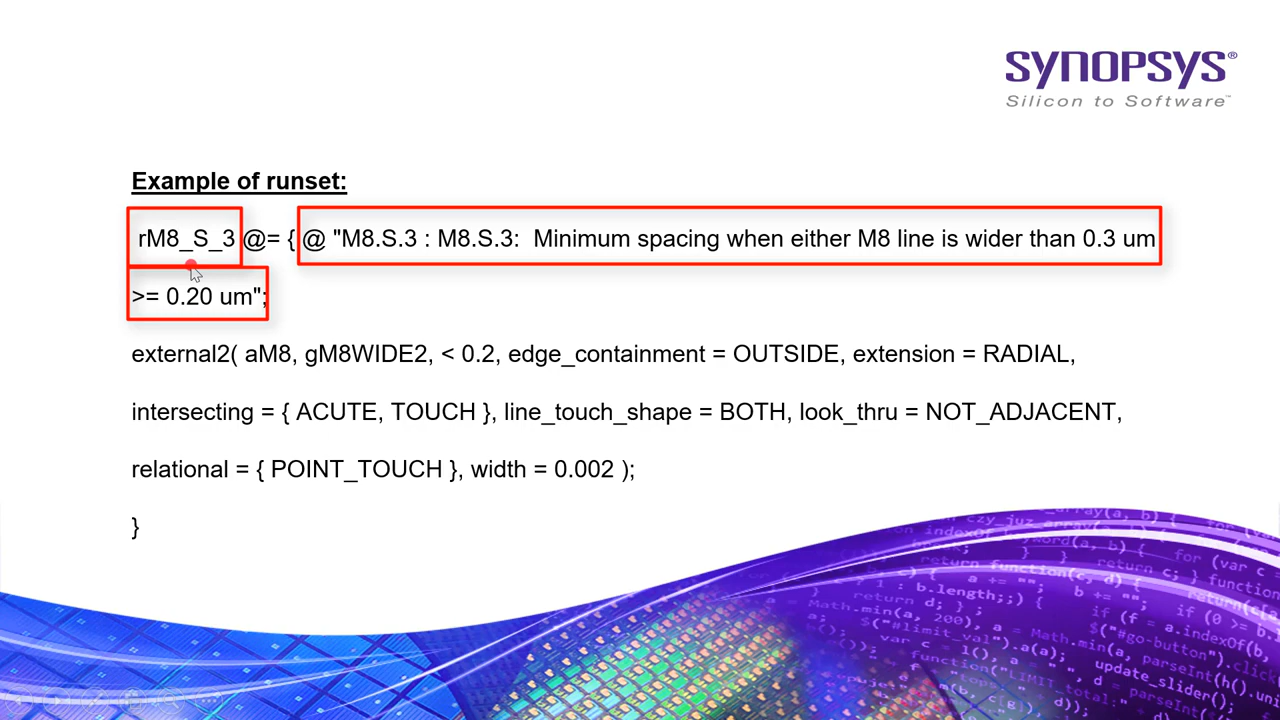 SYNOPSYS®
Silicon to Software™
Example of runset:
rM8_S_3 @= { @ "M8.S.3 : M8.S.3:  Minimum spacing when either M8 line is wider than 0.3 um
>= 0.20 um";
external2( aM8, gM8WIDE2, < 0.2, edge_containment = OUTSIDE, extension = RADIAL,
intersecting = { ACUTE, TOUCH }, line_touch_shape = BOTH, look_thru = NOT_ADJACENT,
relational = { POINT_TOUCH }, width = 0.002 );
}